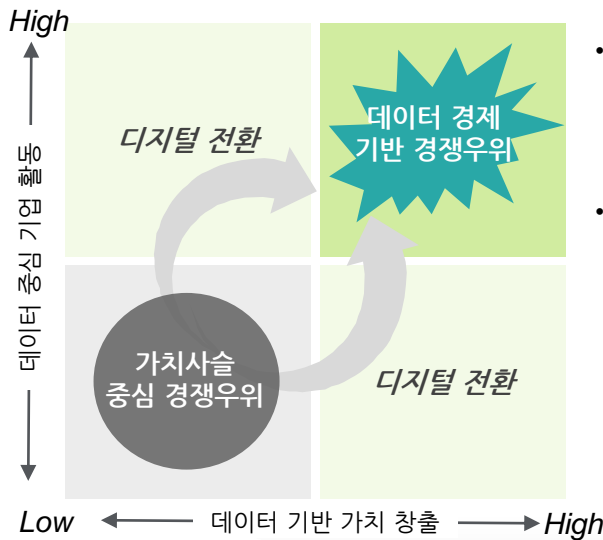 High
데이터 중심 기업 활동
디지털 전환
데이터 경제
기반 경쟁우위
•
•
가치사슬
중심 경쟁우위
디지털 전환
Low
데이터 기반 가치 창출
High